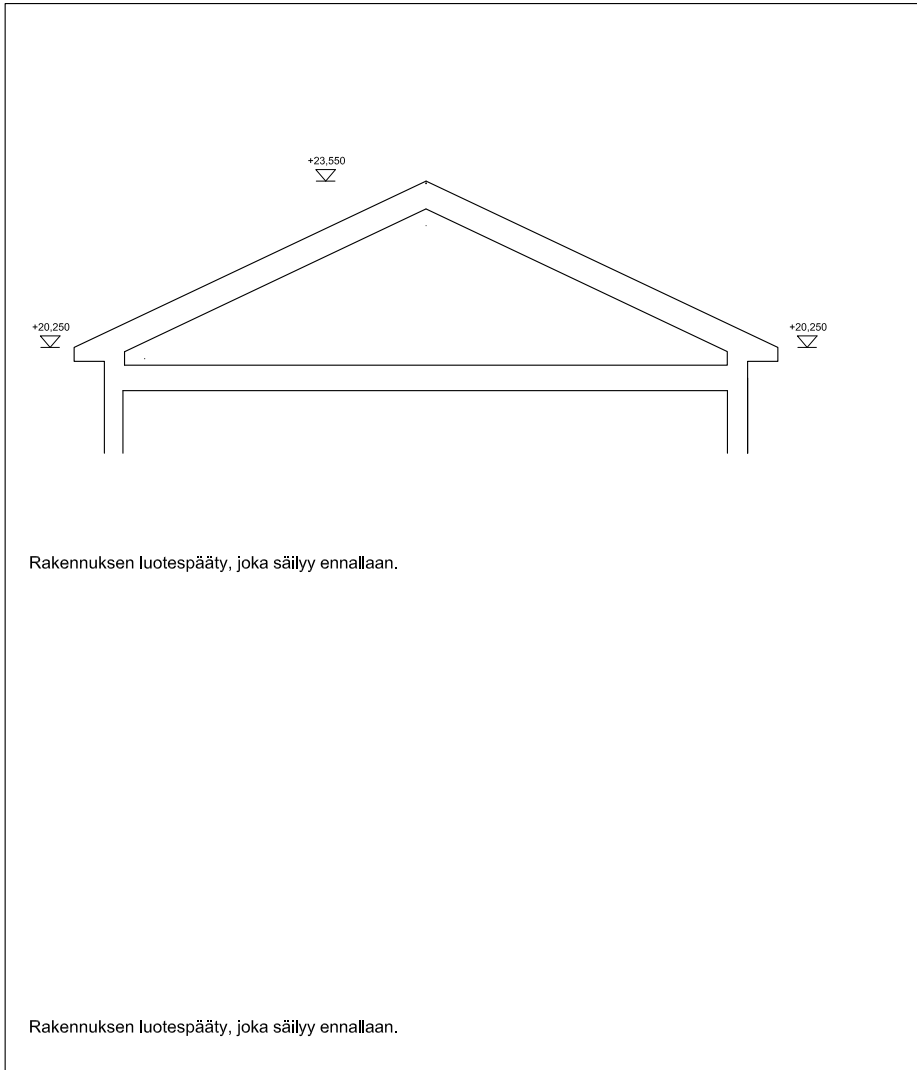 +23,550
+20,250
+20,250
Rakennuksen luotespääty, joka säilyy ennallaan.
Rakennuksen luotespääty, joka säilyy ennallaan.